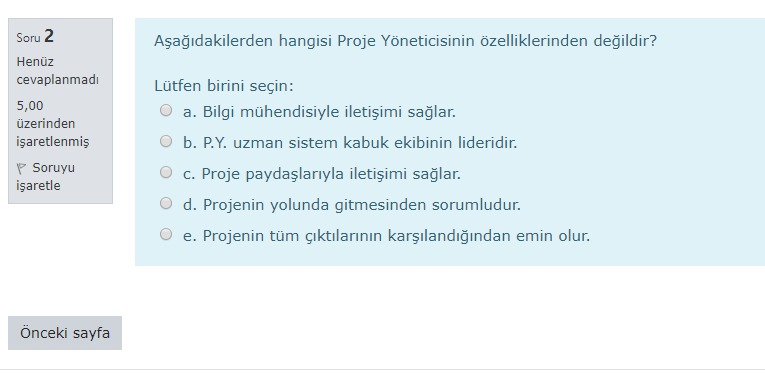 Soru 2
Henüz
cevaplanmadı
5,00
üzerinden
işaretlenmiş
Soruyu
işaretle
Aşağıdakilerden hangisi Proje Yöneticisinin özelliklerinden değildir?
Lütfen birini seçin:
a. Bilgi mühendisiyle iletişimi sağlar.
b. P.Y. uzman sistem kabuk ekibinin lideridir.
c. Proje paydaşlarıyla iletişimi sağlar.
d. Projenin yolunda gitmesinden sorumludur.
e. Projenin tüm çıktılarının karşılandığından emin olur.
Önceki sayfa